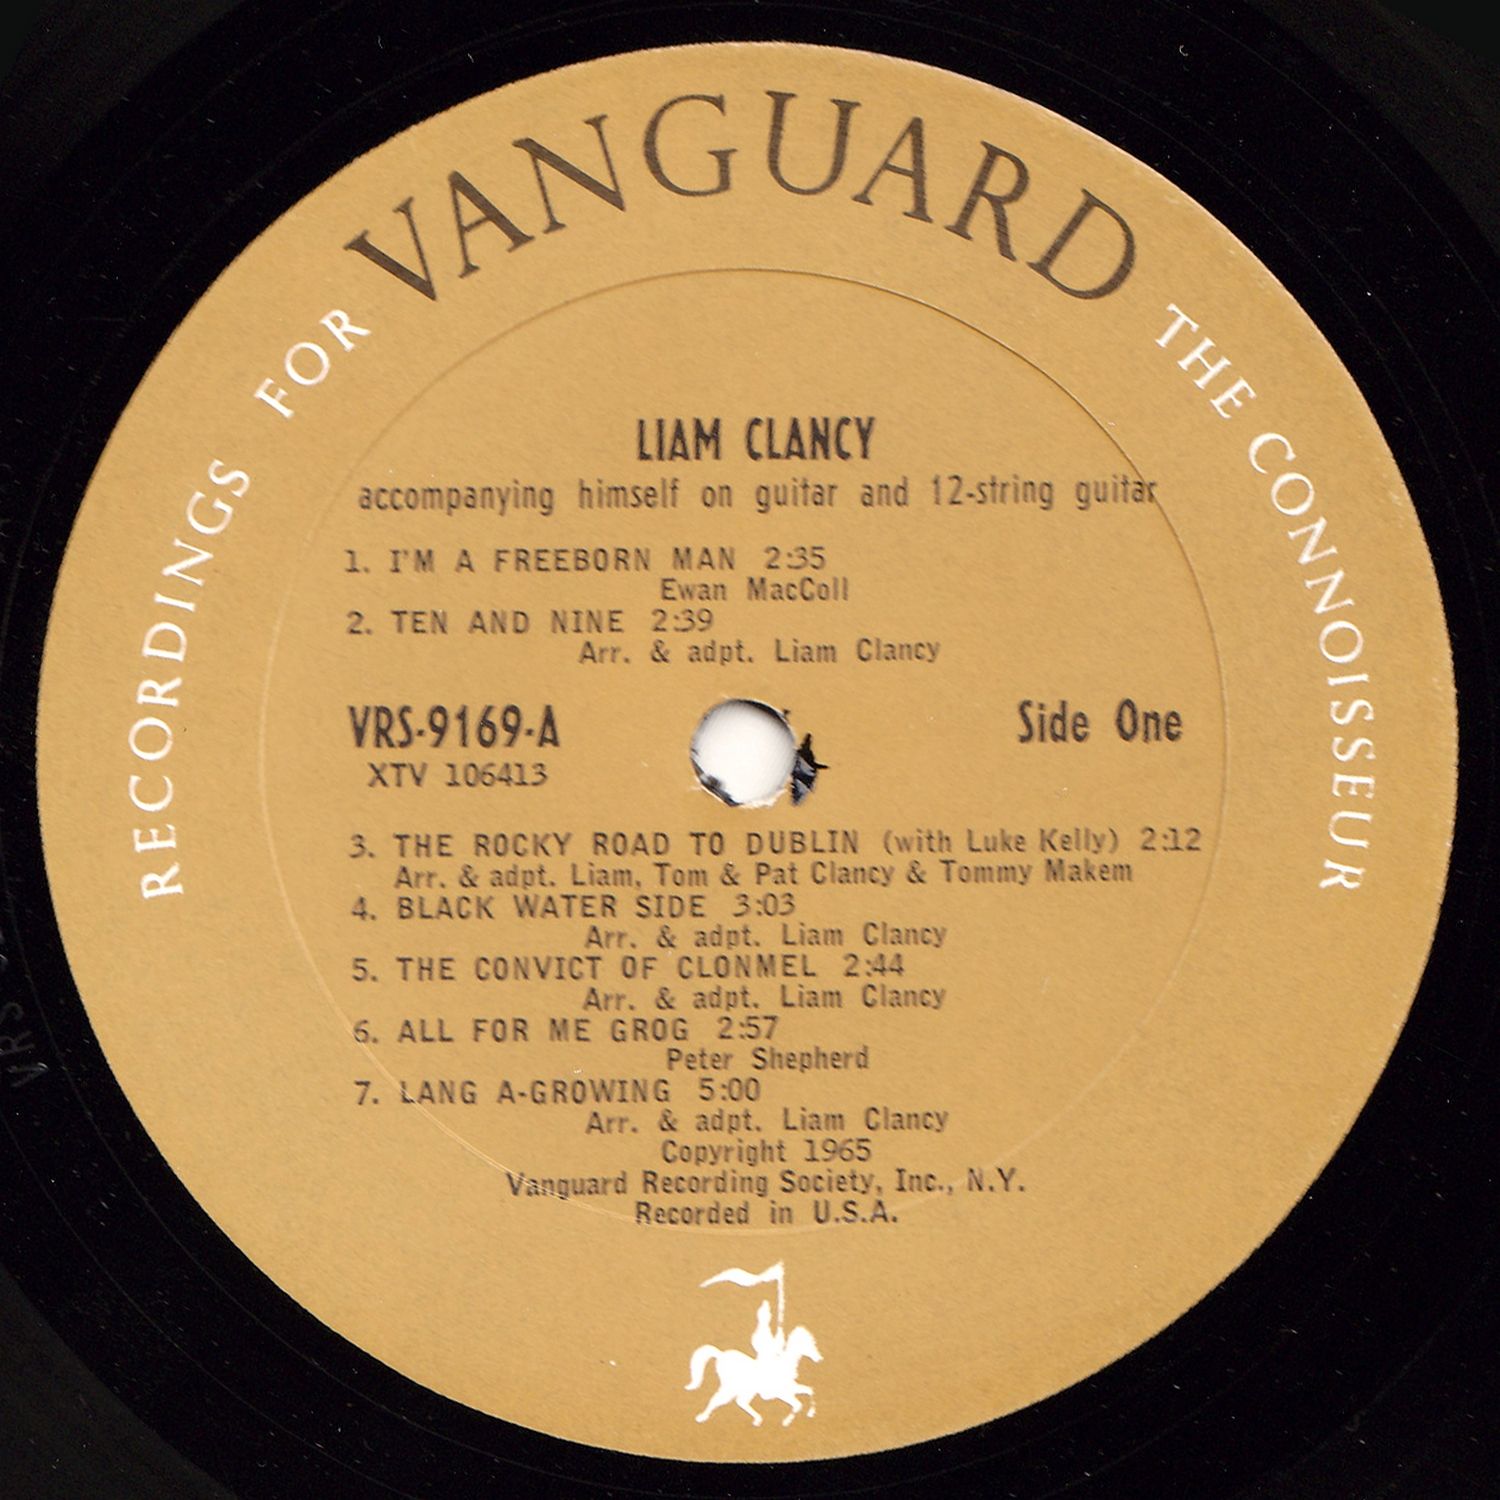 RECORDINGS FOR VANGUARD THE CONNOISSEUR
LIAM CLANCY
accompanying himself on guitar and 12-string guitar
1. I'M A FREEBORN MAN 2:35
Ewan MacColl
2. TEN AND NINE 2:39
Arr. & adpt. Liam Clancy
VRS-9169-A Side One
XTV 106413
3. THE ROCKY ROAD TO DUBLIN (with Luke Kelly) 2:12
Arr. & adpt. Liam, Tom & Pat Clancy & Tommy Makem
4. BLACK WATER SIDE 3:03
Arr. & adpt. Liam Clancy
5. THE CONVICT OF CLONMEL 2:44
Arr. & adpt. Liam Clancy
6. ALL FOR ME GROG 2:57
Peter Shepherd
7. LANG A-GROWING 5:00
Arr. & adpt. Liam Clancy
Copyright 1965
Vanguard Recording Society, Inc., N.Y.
Recorded in U.S.A.